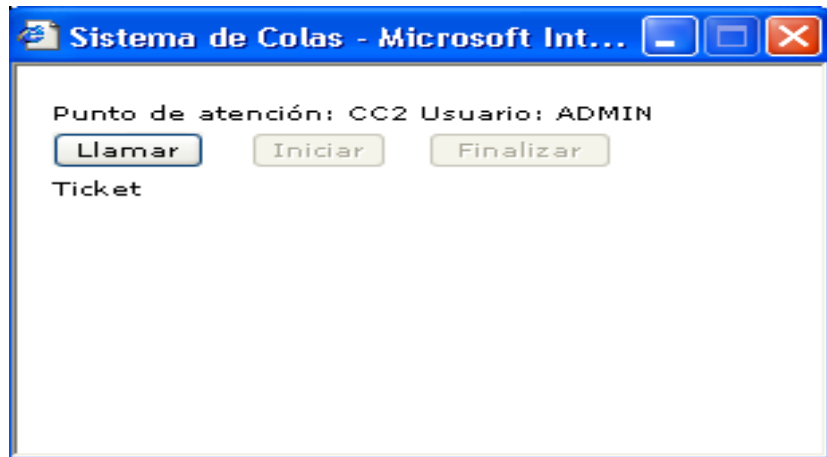 Sistema de Colas - Microsoft Int...
Punto de atención: CC2 Usuario: ADMIN
Llamar Iniciar Finalizar
Ticket